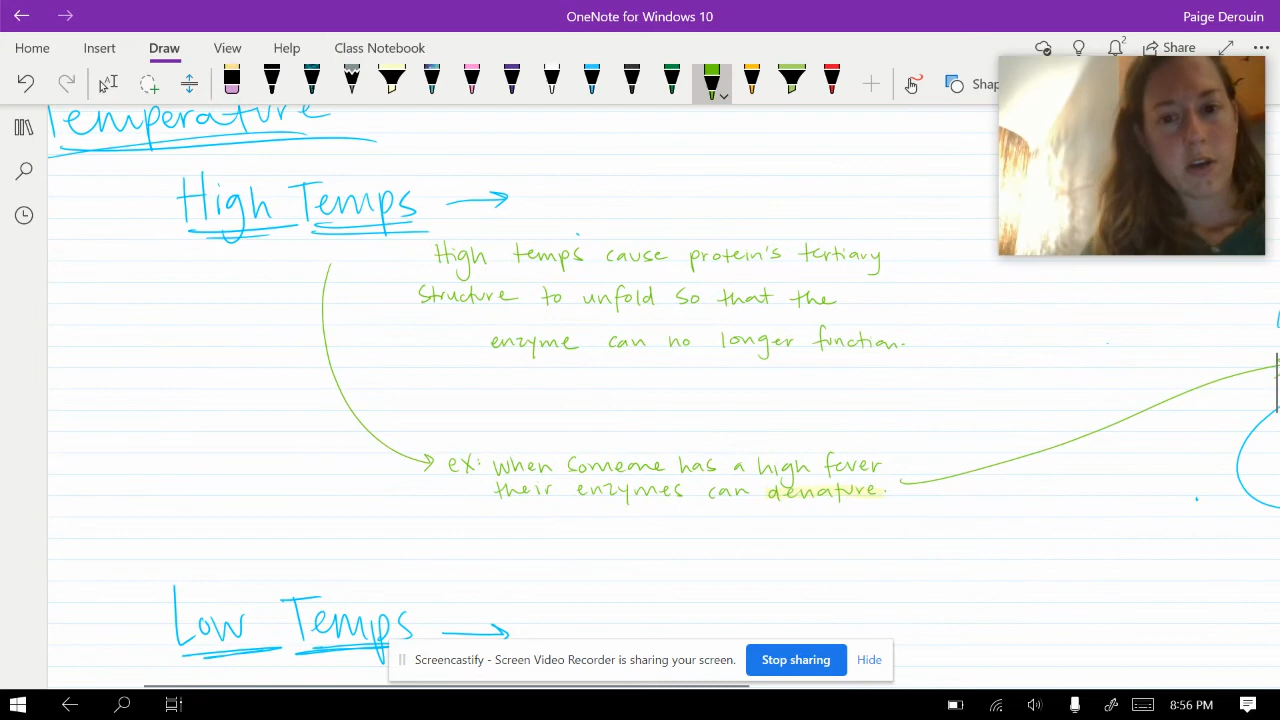 OneNote for Windows 10
Paige Derouin
Home Insert Draw View Help Class Notebook
2
Share
Shap
Temperature
High Temps →
High temps cause protein's tertiary
structure to unfold so that the
enzyme can no longer function.
ex: when someone has a high fever
their enzymes can denature.
Low Temps →
Screencastify - Screen Video Recorder is sharing your screen.
Stop sharing
Hide
8:56 PM